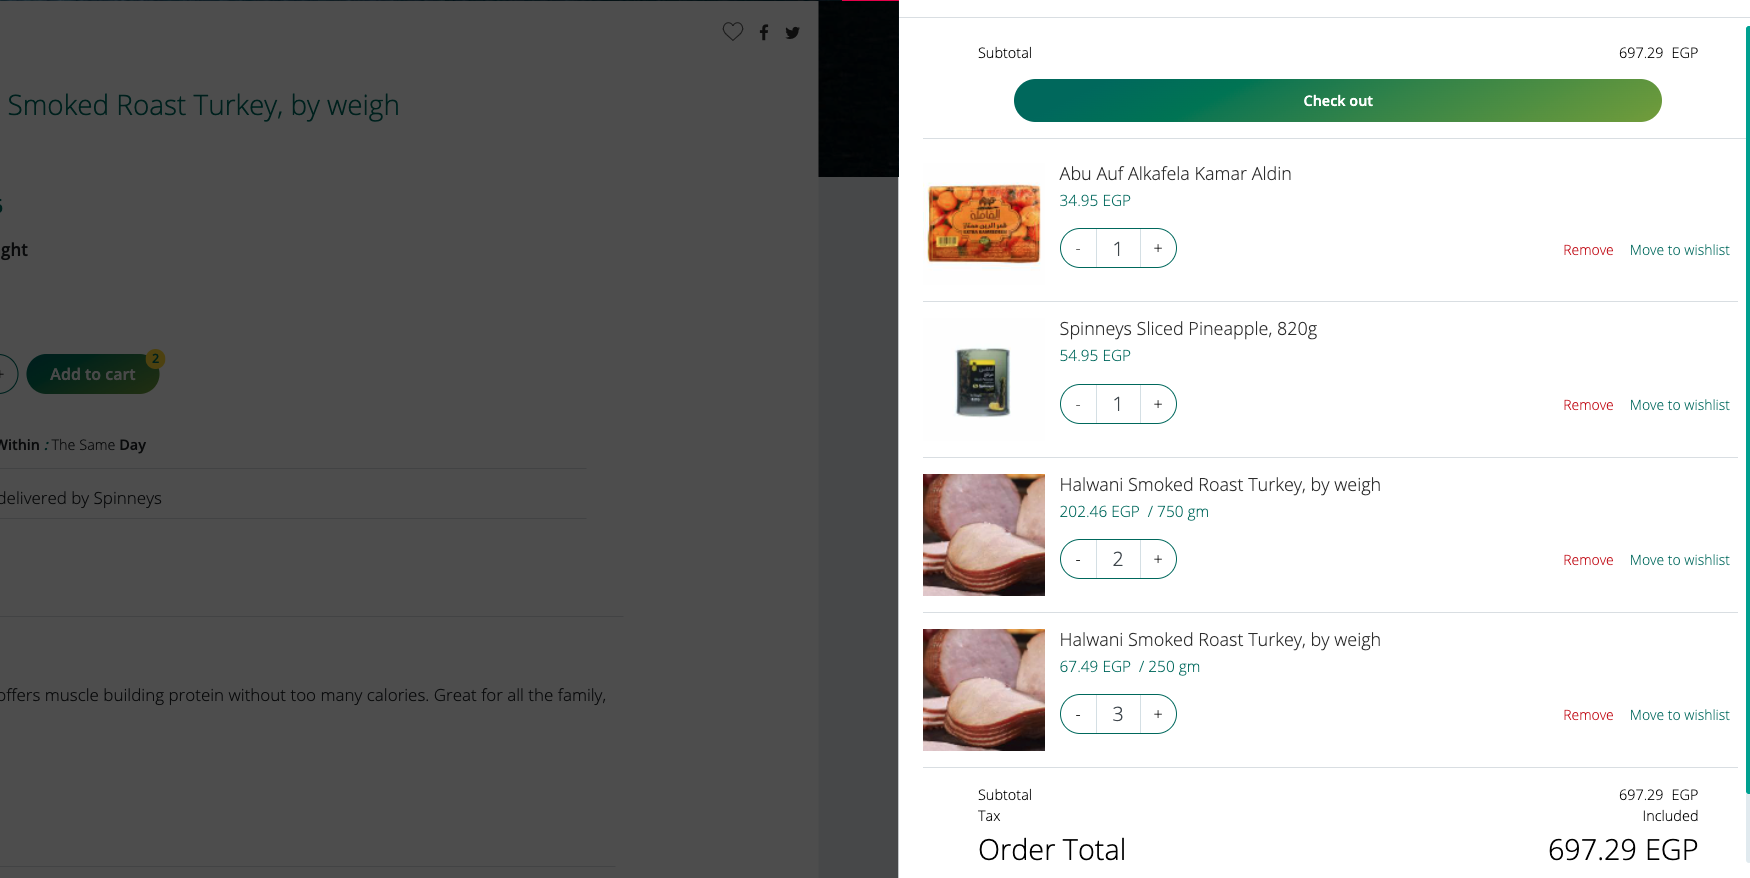 Smoked Roast Turkey, by weigh
ght
2
Add to cart
Within : The Same Day
delivered by Spinneys
offers muscle building protein without too many calories. Great for all the family,
Subtotal 697.29 EGP
Check out
Abu Auf Alkafela Kamar Aldin
34.95 EGP
- 1 +
Remove Move to wishlist
Spinneys Sliced Pineapple, 820g
54.95 EGP
- 1 +
Remove Move to wishlist
Halwani Smoked Roast Turkey, by weigh
202.46 EGP / 750 gm
- 2 +
Remove Move to wishlist
Halwani Smoked Roast Turkey, by weigh
67.49 EGP / 250 gm
- 3 +
Remove Move to wishlist
Subtotal 697.29 EGP
Tax Included
Order Total 697.29 EGP